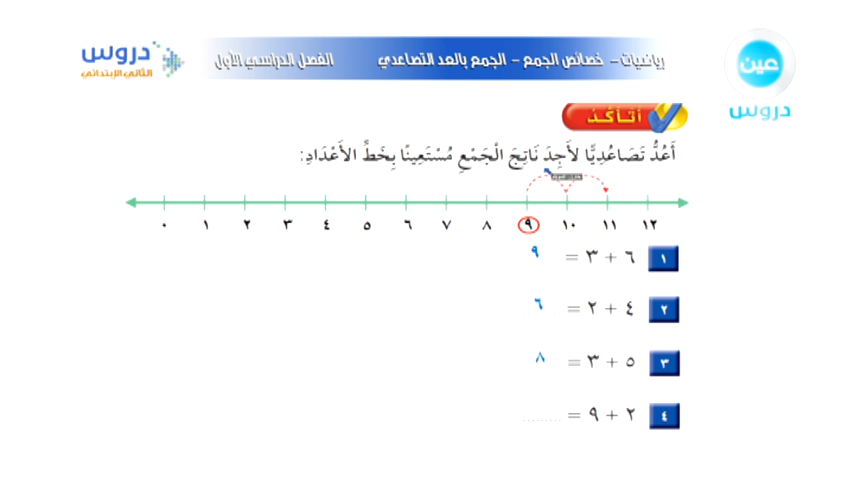 دروس
الثاني الابتدائي
رياضيات - خصائص الجمع - الجمع بالعد التصاعدي
الفصل الدراسي الأول
عين
دروس
أتأكد
أَعُدُّ تَصَاعُدِيًّا لأَجِدَ نَاتِجَ الْجَمْعِ مُسْتَعِينًا بِخَطِّ الأَعْدَادِ:
٠ ١ ٢ ٣ ٤ ٥ ٦ ٧ ٨ ٩ ١٠ ١١ ١٢
١ ٦ + ٣ = ٩
٢ ٤ + ٢ = ٦
٣ ٥ + ٣ = ٨
٤ ٢ + ٩ = ........